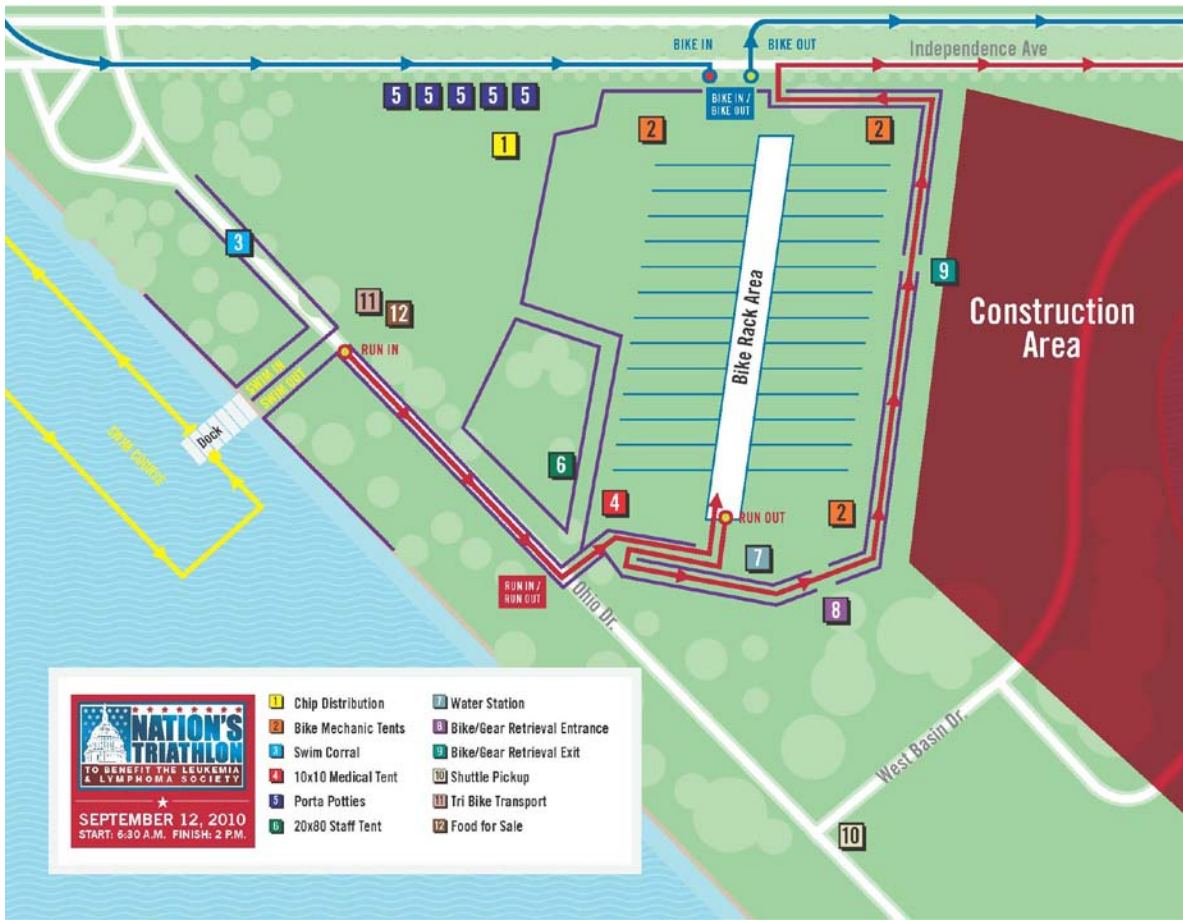 BIKE IN
BIKE OUT
Independence Ave
5 5 5 5 5
BIKE IN /
BIKE OUT
1
2
2
3
9
11
12
RUN IN
Bike Rack Area
Construction
Area
SWIM IN
SWIM OUT
Dock
SWIM COURSE
6
4
RUN OUT
2
7
RUN IN /
RUN OUT
Ohio Dr.
8
West Basin Dr.
10
NATION'S
TRIATHLON
TO BENEFIT THE LEUKEMIA
& LYMPHOMA SOCIETY
SEPTEMBER 12, 2010
START: 6:30 A.M. FINISH: 2 P.M.
1 Chip Distribution
2 Bike Mechanic Tents
3 Swim Corral
4 10x10 Medical Tent
5 Porta Potties
6 20x80 Staff Tent
7 Water Station
8 Bike/Gear Retrieval Entrance
9 Bike/Gear Retrieval Exit
10 Shuttle Pickup
11 Tri Bike Transport
12 Food for Sale